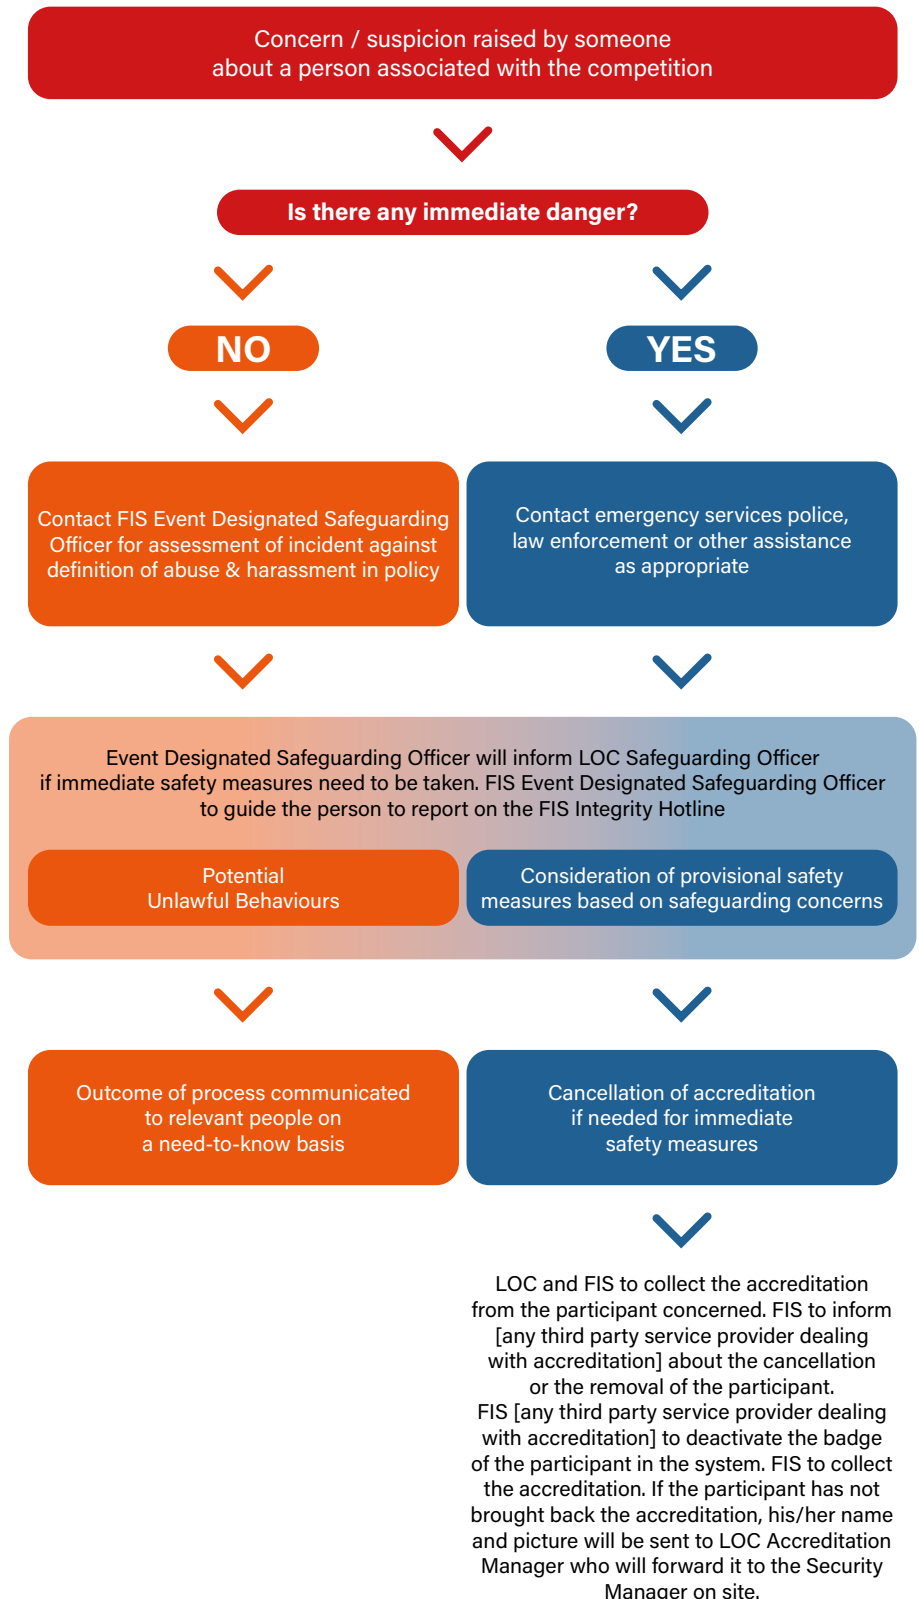 Concern / suspicion raised by someone
about a person associated with the competition
Is there any immediate danger?
NO
YES
Contact FIS Event Designated Safeguarding
Officer for assessment of incident against
definition of abuse & harassment in policy
Contact emergency services police,
law enforcement or other assistance
as appropriate
Event Designated Safeguarding Officer will inform LOC Safeguarding Officer
if immediate safety measures need to be taken. FIS Event Designated Safeguarding Officer
to guide the person to report on the FIS Integrity Hotline
Potential
Unlawful Behaviours
Consideration of provisional safety
measures based on safeguarding concerns
Outcome of process communicated
to relevant people on
a need-to-know basis
Cancellation of accreditation
if needed for immediate
safety measures
LOC and FIS to collect the accreditation
from the participant concerned. FIS to inform
[any third party service provider dealing
with accreditation] about the cancellation
or the removal of the participant.
FIS [any third party service provider dealing
with accreditation] to deactivate the badge
of the participant in the system. FIS to collect
the accreditation. If the participant has not
brought back the accreditation, his/her name
and picture will be sent to LOC Accreditation
Manager who will forward it to the Security
Manager on site.